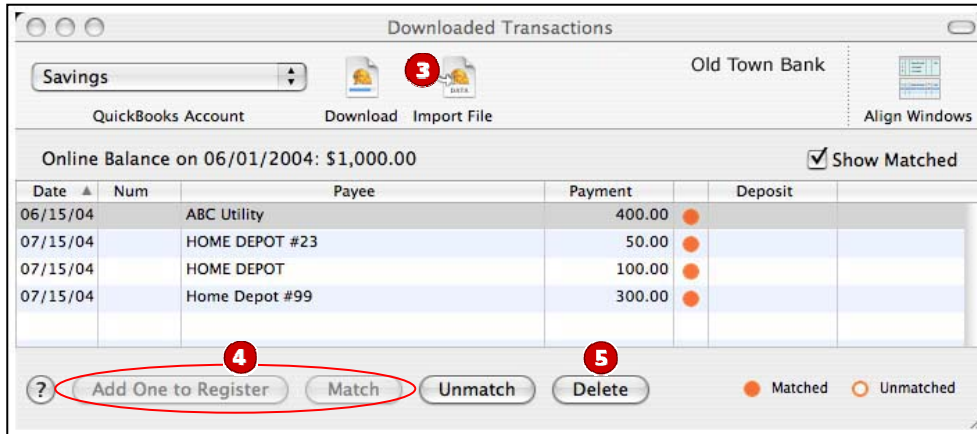 Downloaded Transactions
Savings 3 Old Town Bank
DATA
QuickBooks Account Download Import File Align Windows
Online Balance on 06/01/2004: $1,000.00 Show Matched
Date Num Payee Payment Deposit
06/15/04 ABC Utility 400.00
07/15/04 HOME DEPOT #23 50.00
07/15/04 HOME DEPOT 100.00
07/15/04 Home Depot #99 300.00
4 5
? Add One to Register Match Unmatch Delete Matched Unmatched